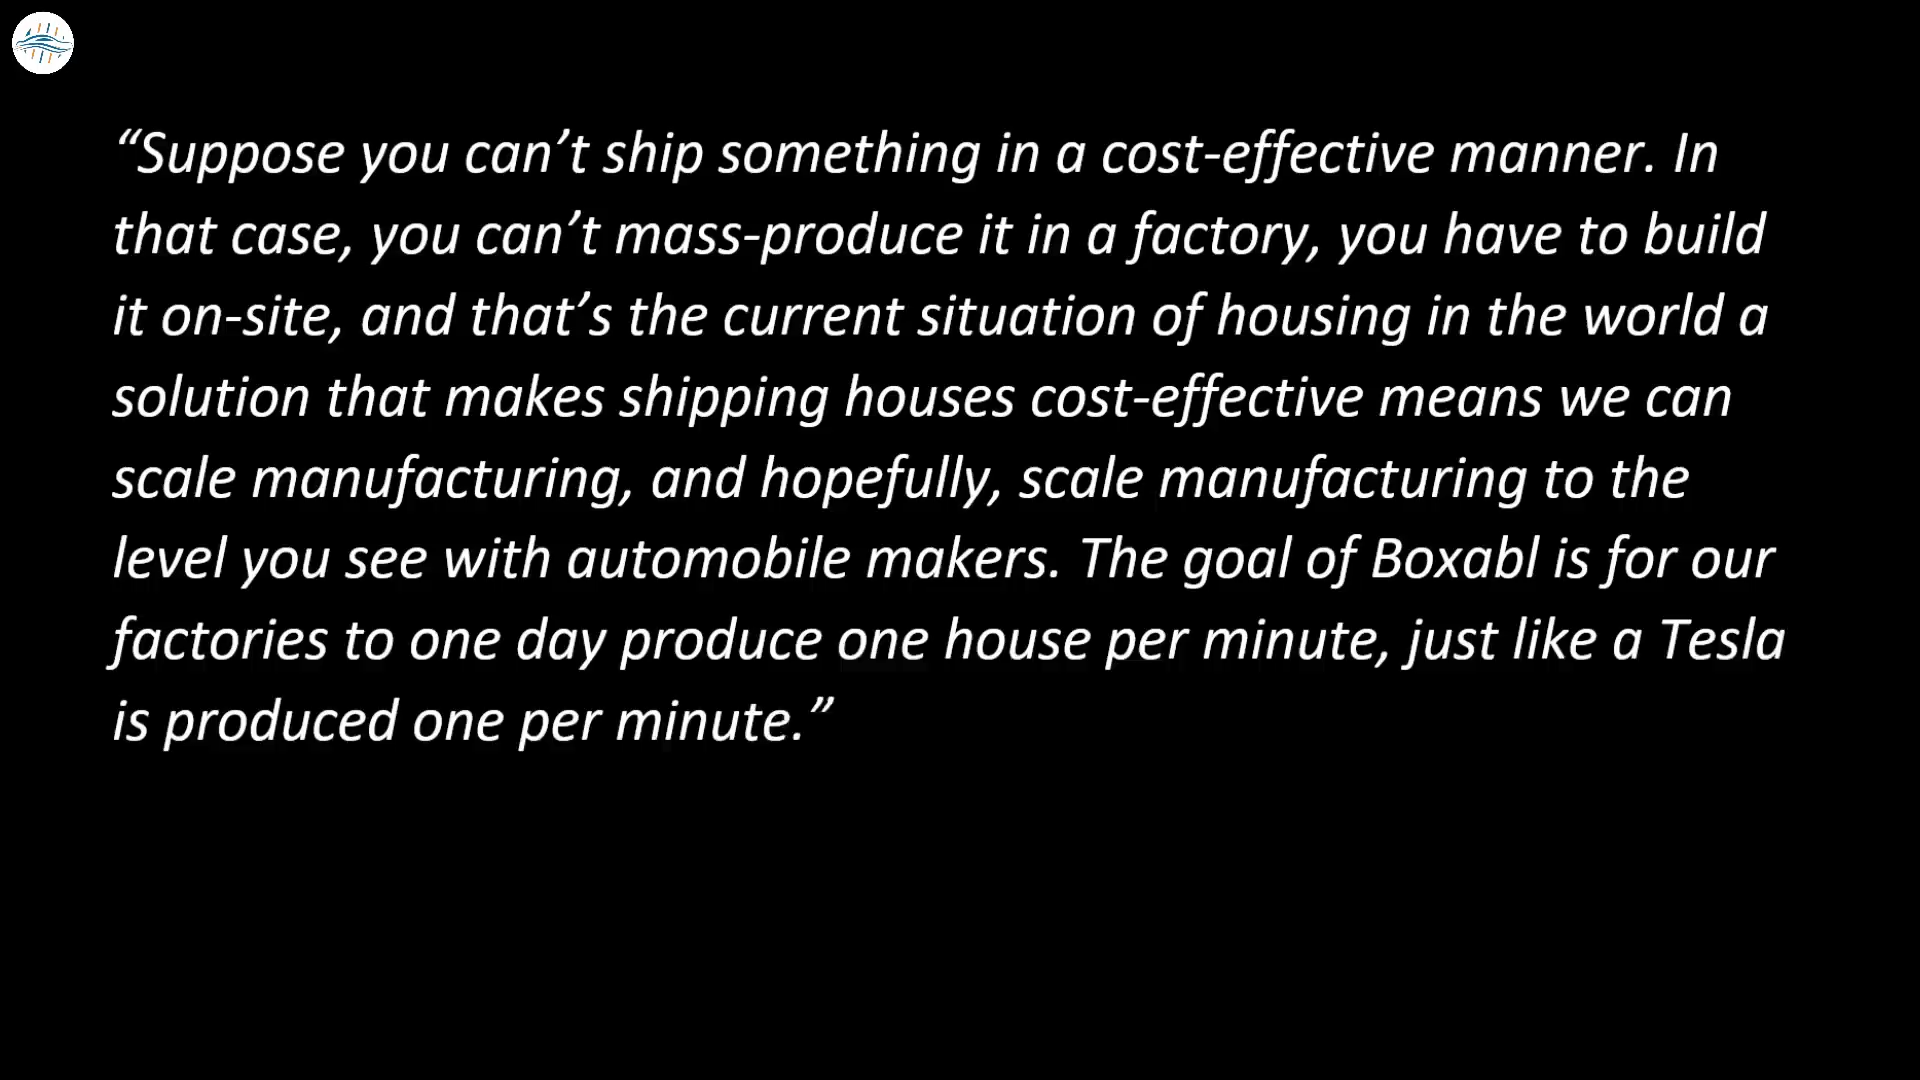 “Suppose you can’t ship something in a cost-effective manner. In
that case, you can’t mass-produce it in a factory, you have to build
it on-site, and that’s the current situation of housing in the world a
solution that makes shipping houses cost-effective means we can
scale manufacturing, and hopefully, scale manufacturing to the
level you see with automobile makers. The goal of Boxabl is for our
factories to one day produce one house per minute, just like a Tesla
is produced one per minute.”